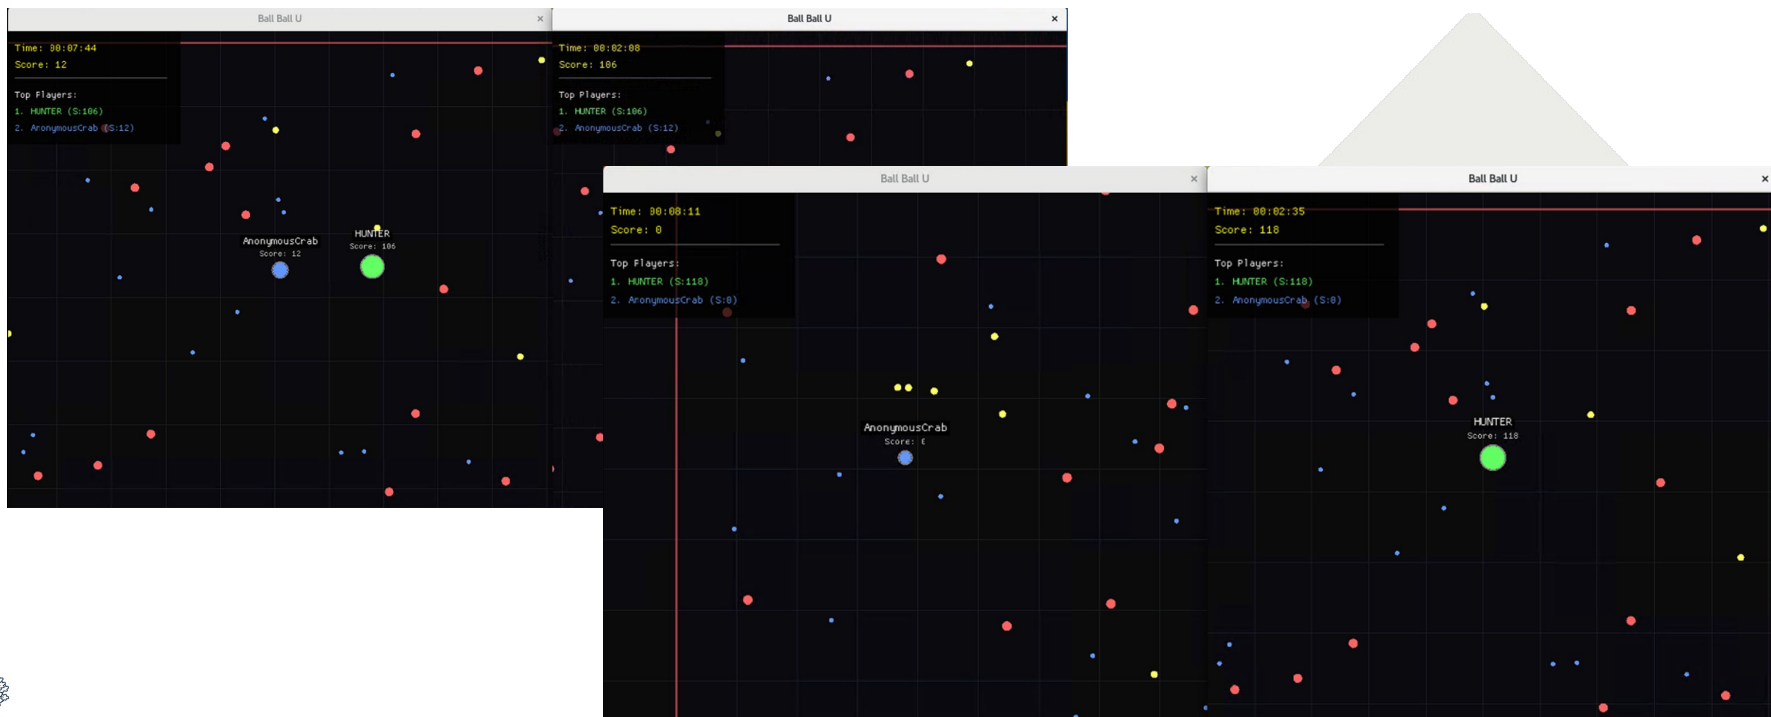 Ball Ball U ×
Time: 00:07:44
Score: 12
Top Players:
1. HUNTER (S:106)
2. AnonymousCrab (S:12)
AnonymousCrab
Score: 12
HUNTER
Score: 106
Ball Ball U ×
Time: 00:02:08
Score: 106
Top Players:
1. HUNTER (S:106)
2. AnonymousCrab (S:12)
Ball Ball U ×
Time: 00:08:11
Score: 0
Top Players:
1. HUNTER (S:118)
2. AnonymousCrab (S:0)
AnonymousCrab
Score: 0
Ball Ball U ×
Time: 00:02:35
Score: 118
Top Players:
1. HUNTER (S:118)
2. AnonymousCrab (S:0)
HUNTER
Score: 118